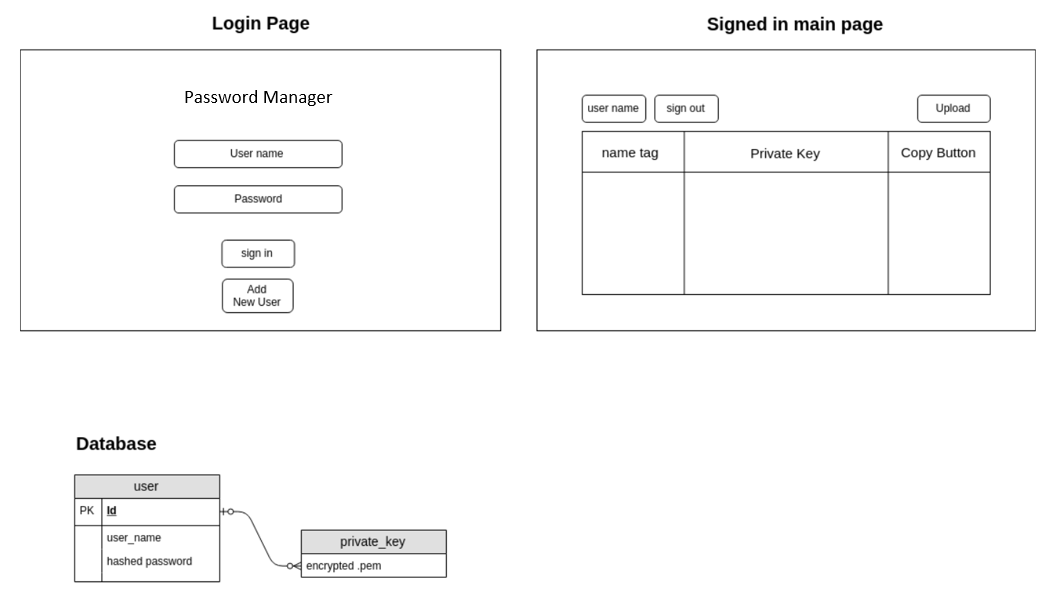 Login Page
Password Manager
User name
Password
sign in
Add
New User
Signed in main page
user name
sign out
Upload
name tag
Private Key
Copy Button
Database
user
PK
Id
user_name
hashed password
private_key
encrypted .pem